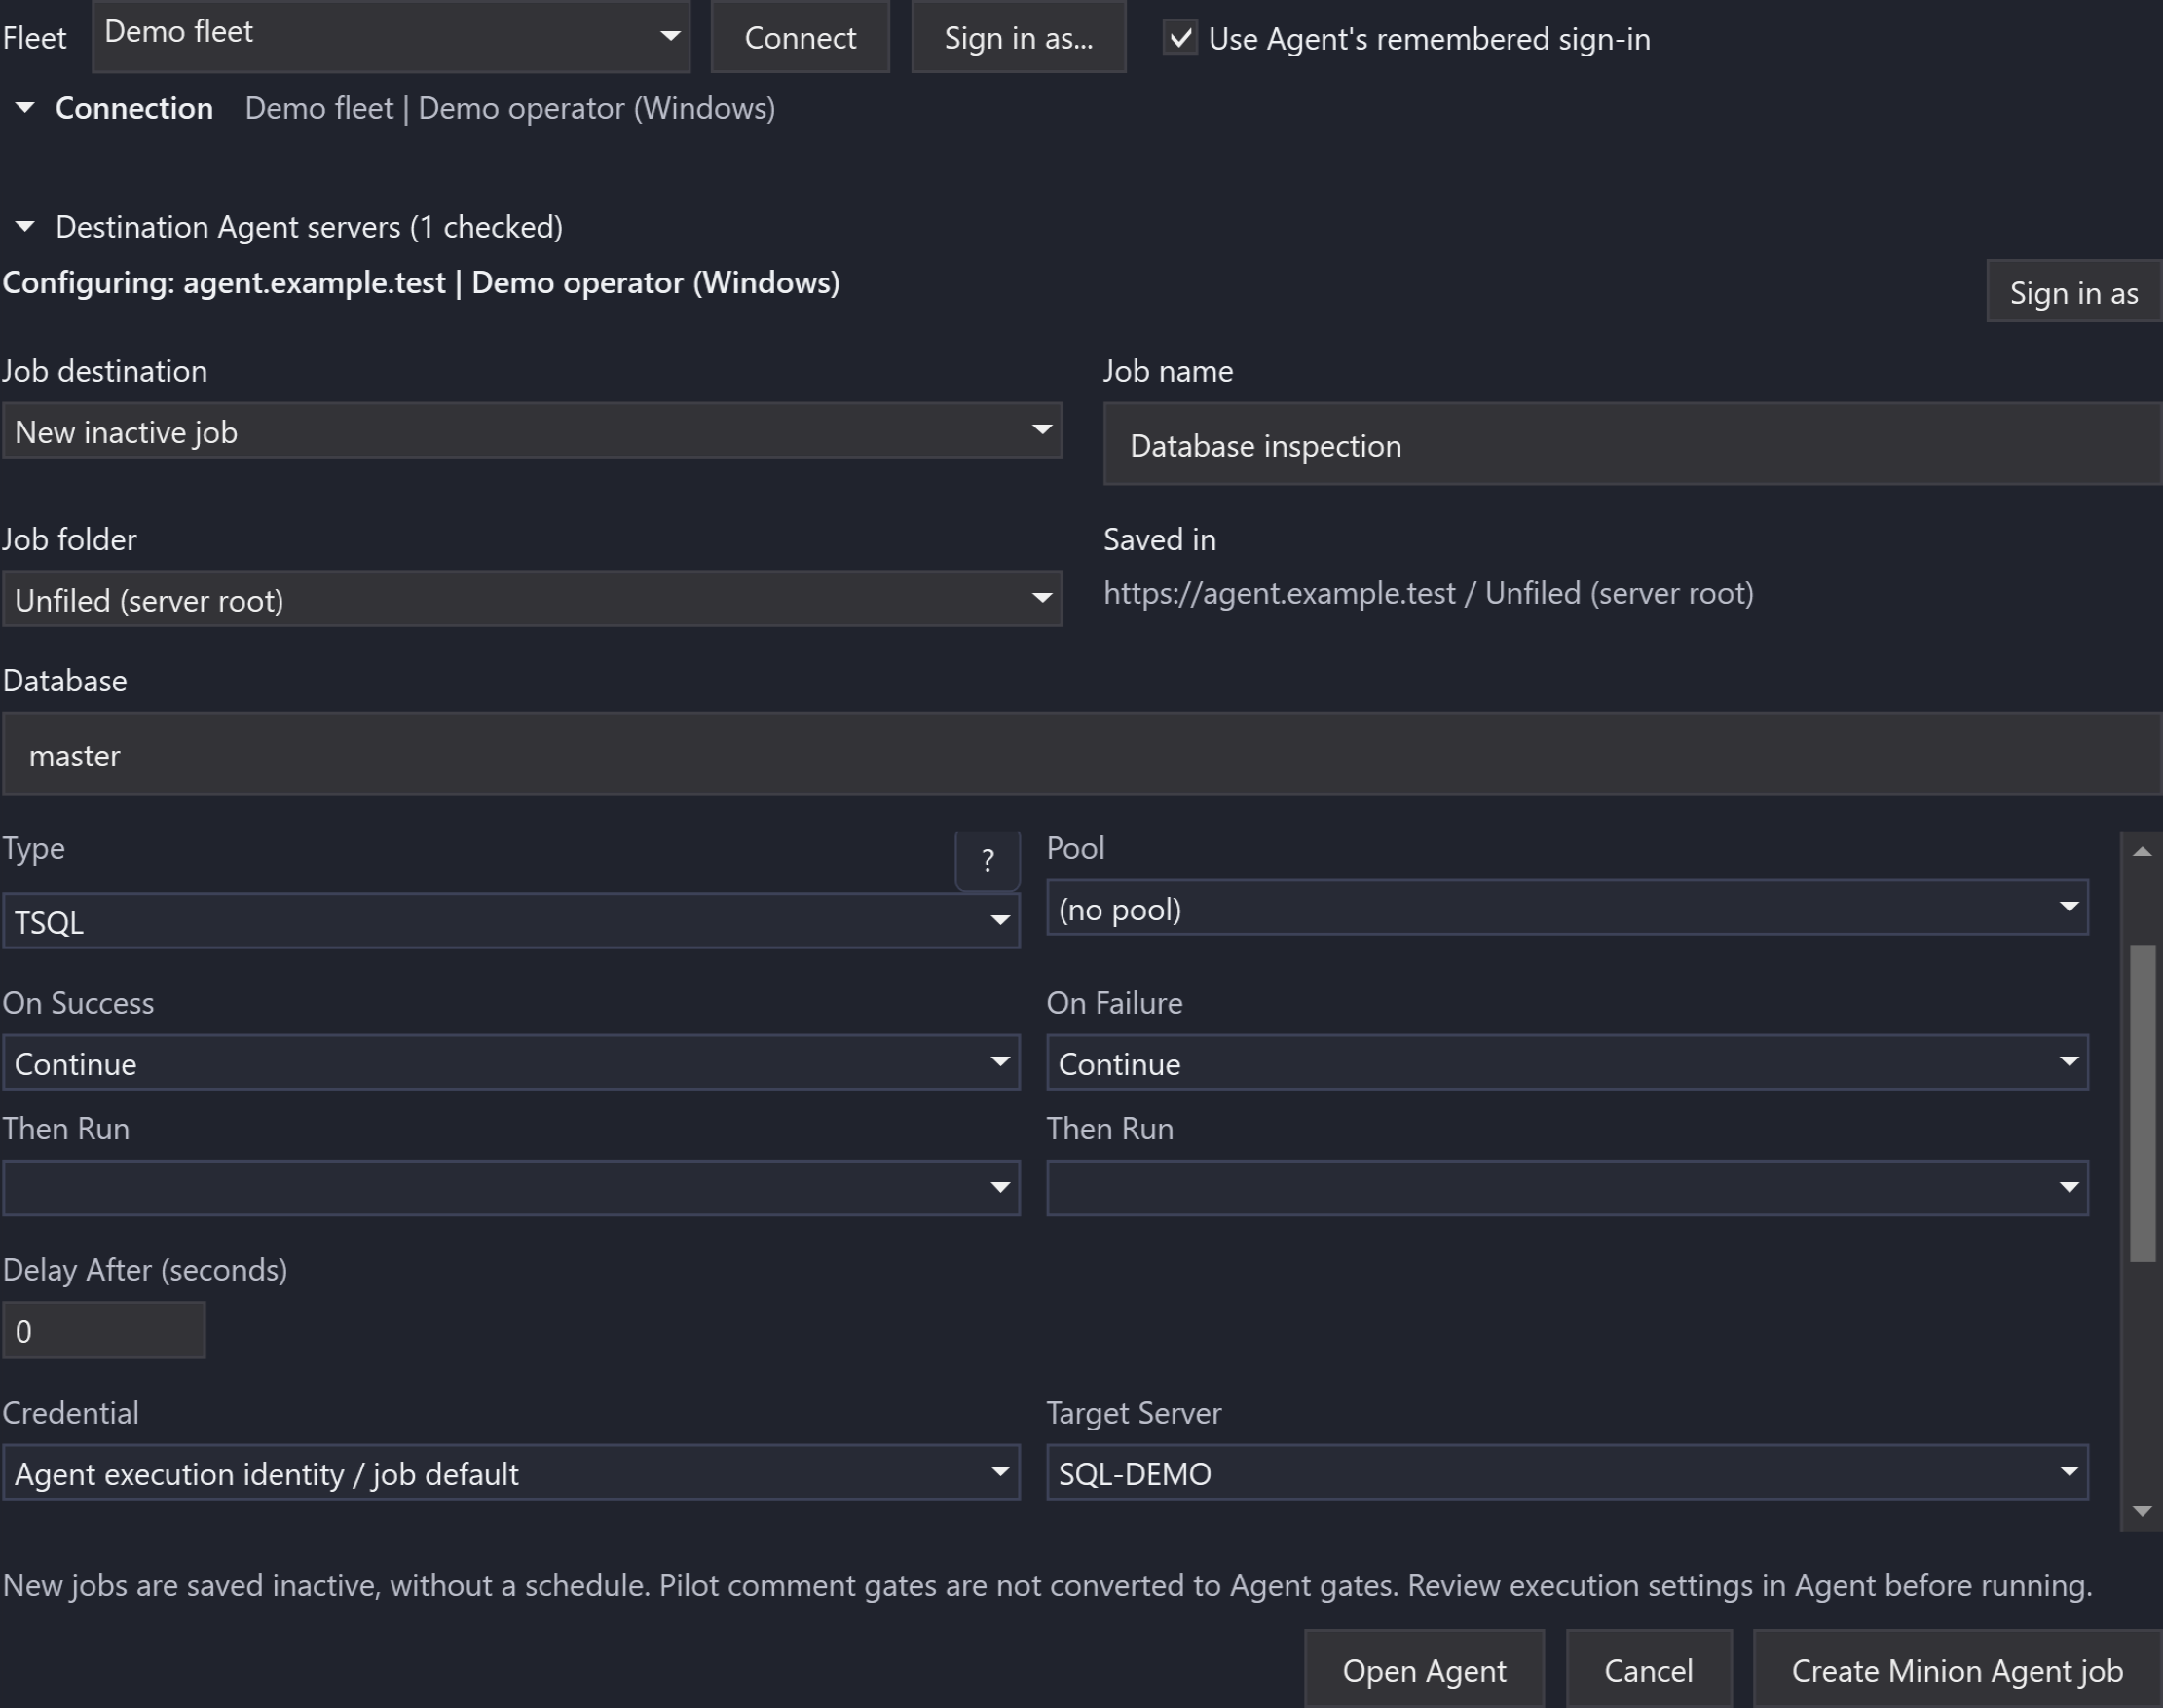 Fleet Demo fleet Connect Sign in as... Use Agent's remembered sign-in
Connection Demo fleet | Demo operator (Windows)
Destination Agent servers (1 checked)
Configuring: agent.example.test | Demo operator (Windows) Sign in as
Job destination Job name
New inactive job Database inspection
Job folder Saved in
Unfiled (server root) https://agent.example.test / Unfiled (server root)
Database
master
Type ? Pool
TSQL (no pool)
On Success On Failure
Continue Continue
Then Run Then Run
Delay After (seconds)
0
Credential Target Server
Agent execution identity / job default SQL-DEMO
New jobs are saved inactive, without a schedule. Pilot comment gates are not converted to Agent gates. Review execution settings in Agent before running.
Open Agent Cancel Create Minion Agent job